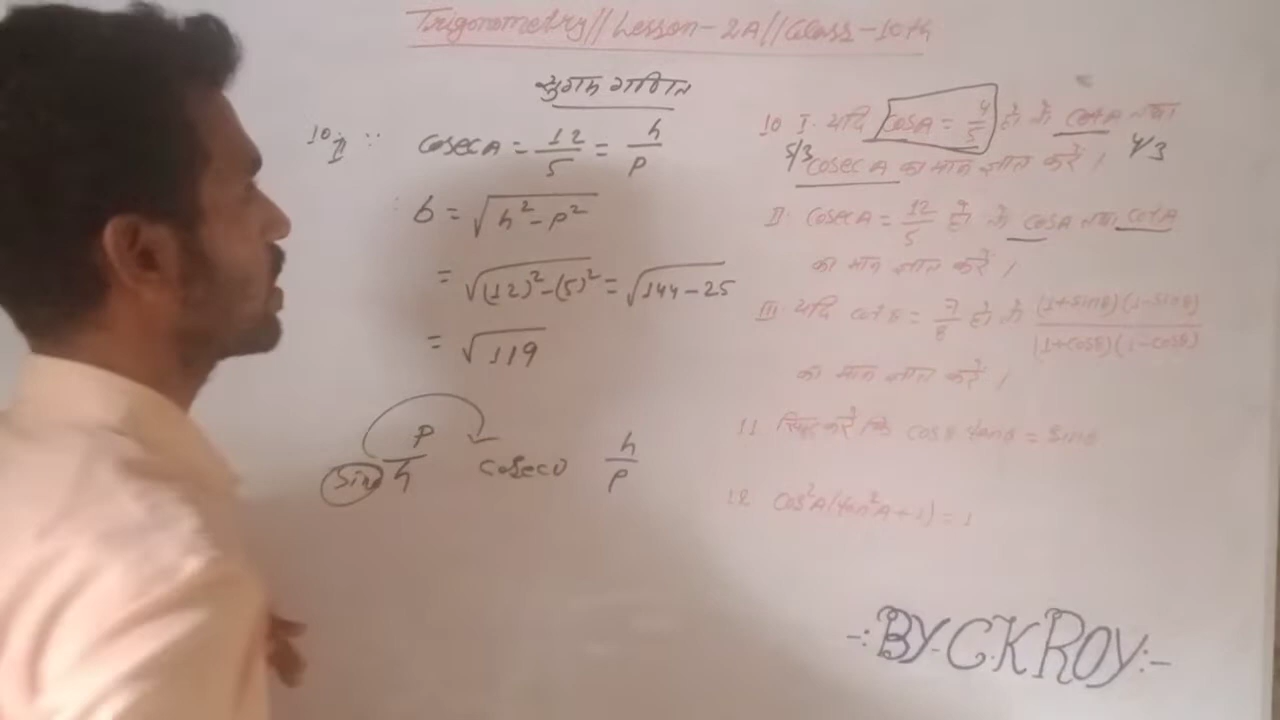 Trigonometry//Lesson-2A//Class-10th
सुगम गणित
10 II ∵ cosecA = 12/5 = h/p
b = √(h²-p²)
= √((12)²-(5)²) = √(144-25)
= √119
sinθ p/h cosecθ h/p
10 I. यदि cosA = 4/5 हो तो cotA तथा 4/3
5/3 cosecA का मान ज्ञात करें।
II. cosecA = 12/5 हो तो cosA तथा cotA
का मान ज्ञात करें।
III. यदि cotθ = 7/8 हो तो (1+sinθ)(1-sinθ)/(1+cosθ)(1-cosθ)
का मान ज्ञात करें।
11 सिद्ध करें कि cosθ tanθ = sinθ
12 cos²A(tan²A+1)=1
-:BY-C.K ROY:-